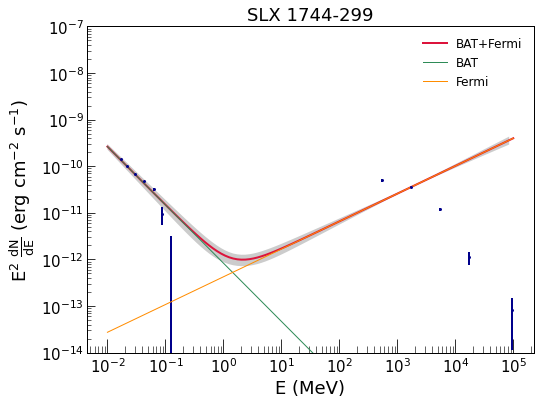 SLX 1744-299
E² dN/dE (erg cm⁻² s⁻¹)
10⁻⁷
10⁻⁸
10⁻⁹
10⁻¹⁰
10⁻¹¹
10⁻¹²
10⁻¹³
10⁻¹⁴
BAT+Fermi
BAT
Fermi
10⁻² 10⁻¹ 10⁰ 10¹ 10² 10³ 10⁴ 10⁵
E (MeV)